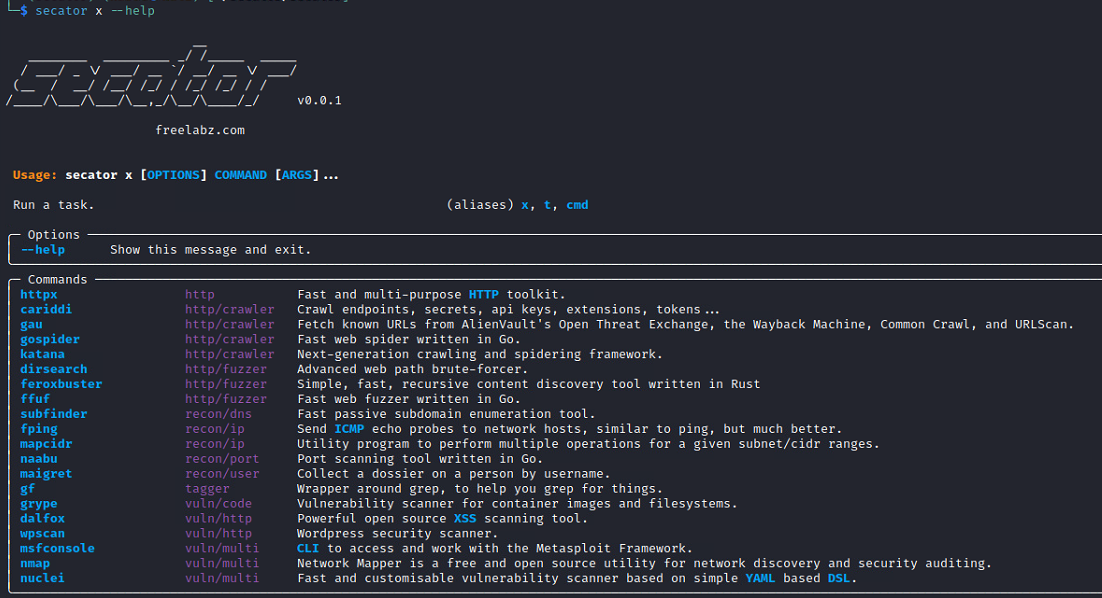 └─$ secator x --help
secator
v0.0.1
freelabz.com
Usage: secator x [OPTIONS] COMMAND [ARGS]...
Run a task. (aliases) x, t, cmd
Options
--help Show this message and exit.
Commands
httpx http Fast and multi-purpose HTTP toolkit.
cariddi http/crawler Crawl endpoints, secrets, api keys, extensions, tokens...
gau http/crawler Fetch known URLs from AlienVault's Open Threat Exchange, the Wayback Machine, Common Crawl, and URLScan.
gospider http/crawler Fast web spider written in Go.
katana http/crawler Next-generation crawling and spidering framework.
dirsearch http/fuzzer Advanced web path brute-forcer.
feroxbuster http/fuzzer Simple, fast, recursive content discovery tool written in Rust
ffuf http/fuzzer Fast web fuzzer written in Go.
subfinder recon/dns Fast passive subdomain enumeration tool.
fping recon/ip Send ICMP echo probes to network hosts, similar to ping, but much better.
mapcidr recon/ip Utility program to perform multiple operations for a given subnet/cidr ranges.
naabu recon/port Port scanning tool written in Go.
maigret recon/user Collect a dossier on a person by username.
gf tagger Wrapper around grep, to help you grep for things.
grype vuln/code Vulnerability scanner for container images and filesystems.
dalfox vuln/http Powerful open source XSS scanning tool.
wpscan vuln/http Wordpress security scanner.
msfconsole vuln/multi CLI to access and work with the Metasploit Framework.
nmap vuln/multi Network Mapper is a free and open source utility for network discovery and security auditing.
nuclei vuln/multi Fast and customisable vulnerability scanner based on simple YAML based DSL.